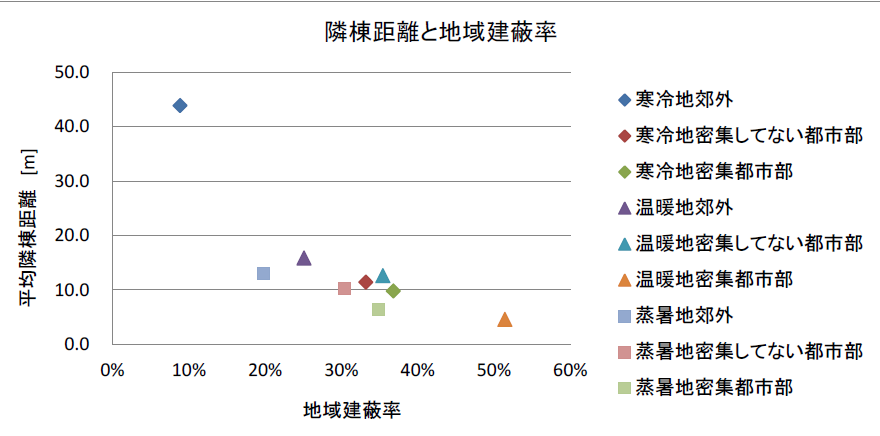 隣棟距離と地域建蔽率
50.0
40.0
30.0
20.0
10.0
0.0
平均隣棟距離 [m]
0% 10% 20% 30% 40% 50% 60%
地域建蔽率
寒冷地郊外
寒冷地密集してない都市部
寒冷地密集都市部
温暖地郊外
温暖地密集してない都市部
温暖地密集都市部
蒸暑地郊外
蒸暑地密集してない都市部
蒸暑地密集都市部